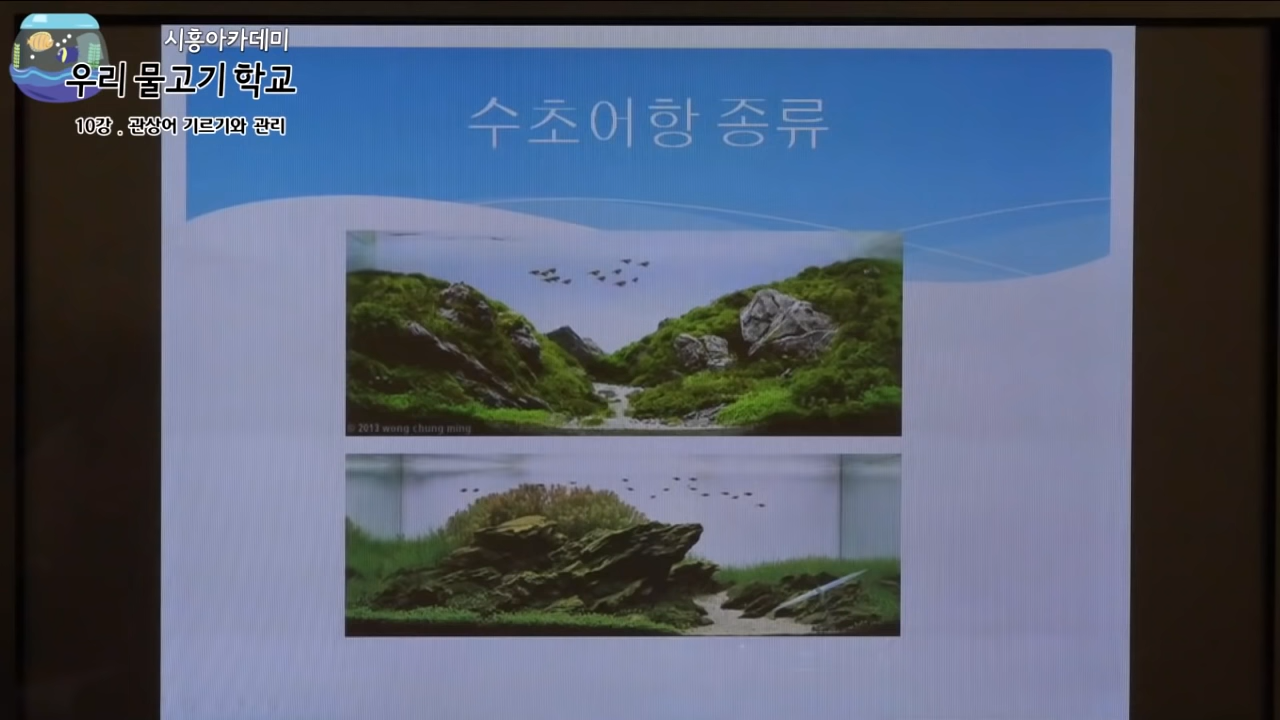 시흥아카데미
우리 물고기 학교
10강 . 관상어 기르기와 관리
수초어항 종류
© 2013 wong chung ming